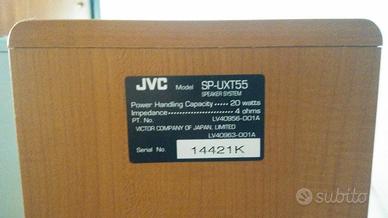 JVC Model SP-UXT55
SPEAKER SYSTEM
Power Handling Capacity 20 watts
Impedance 4 ohms
PT. No. LV40956-001A
VICTOR COMPANY OF JAPAN, LIMITED
LV40963-001A
Serial No. 14421K
subito